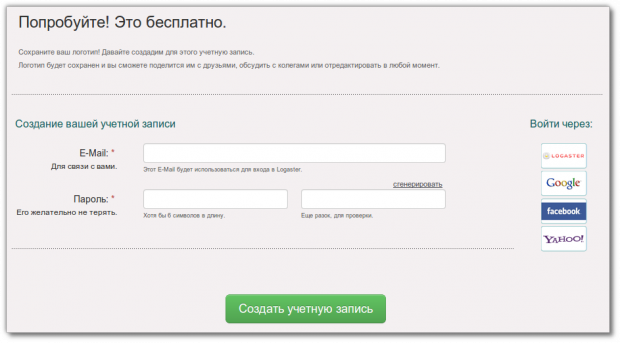 Попробуйте! Это бесплатно.
Сохраните ваш логотип! Давайте создадим для этого учетную запись.
Логотип будет сохранен и вы сможете поделится им с друзьями, обсудить с колегами или отредактировать в любой момент.
Создание вашей учетной записи
Войти через:
E-Mail: *
Для связи с вами.
Этот E-Mail будет использоваться для входа в Logaster.
LOGASTER
Google
сгенерировать
Пароль: *
Его желательно не терять.
Хотя бы 6 символов в длину.
Еще разок, для проверки.
facebook
YAHOO!
Создать учетную запись